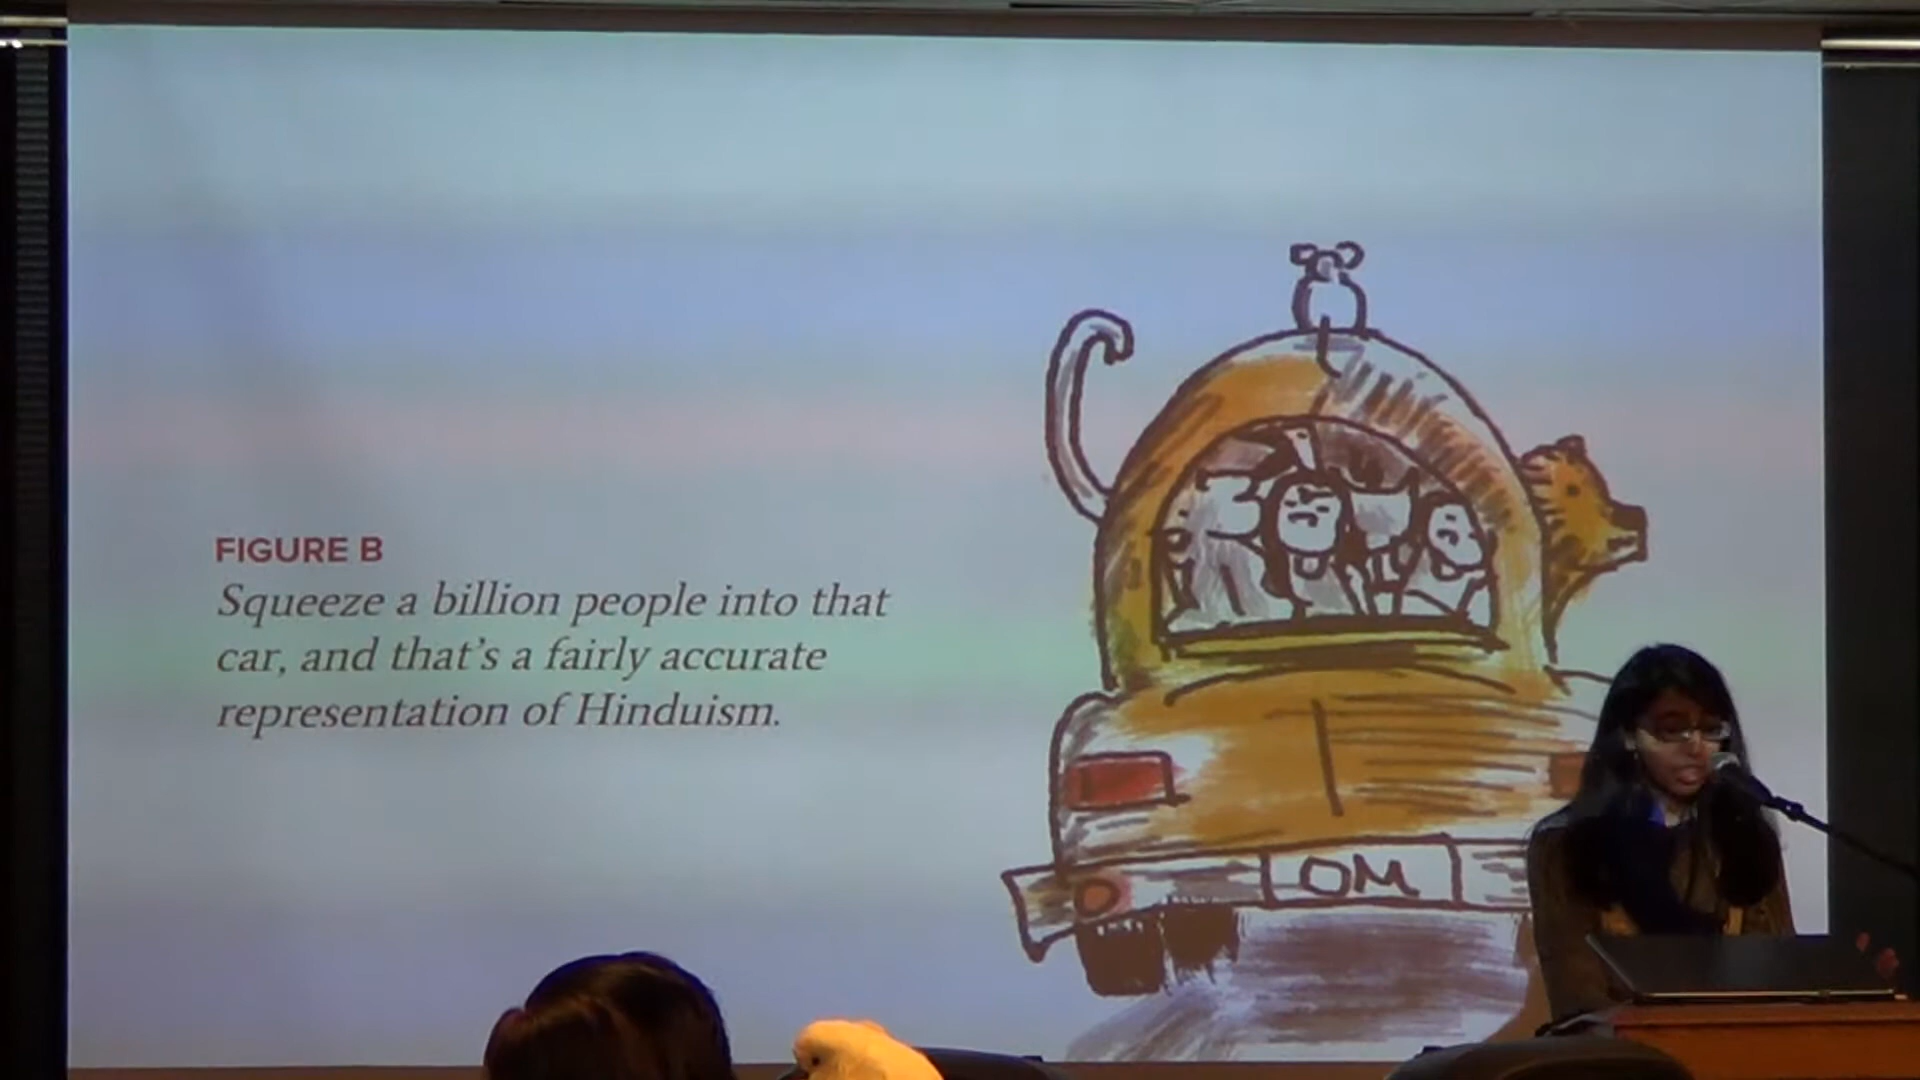 FIGURE B
Squeeze a billion people into that
car, and that's a fairly accurate
representation of Hinduism.
OM